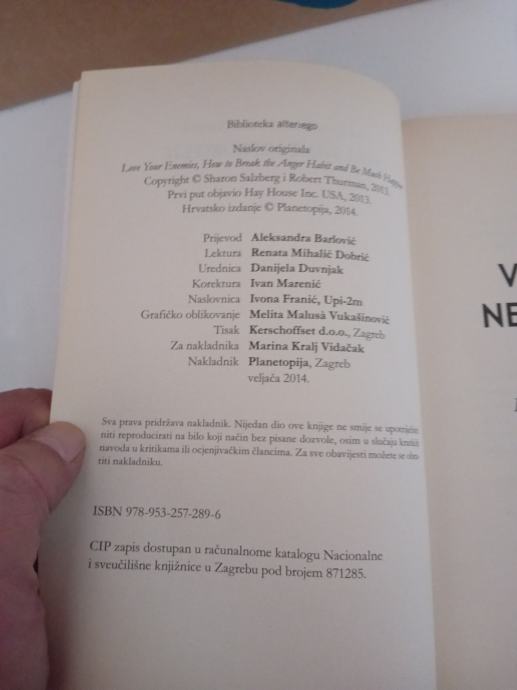 Biblioteka alter:ego
Naslov originala
Love Your Enemies, How to Break the Anger Habit and Be Much Happier
Copyright © Sharon Salzberg i Robert Thurman, 2013.
Prvi put objavio Hay House Inc. USA, 2013.
Hrvatsko izdanje © Planetopija, 2014.
Prijevod Aleksandra Barlović
Lektura Renata Mihalić Dobrić
Urednica Danijela Duvnjak
Korektura Ivan Marenić
Naslovnica Ivona Franić, Upi-2m
Grafičko oblikovanje Melita Malusà Vukašinović
Tisak Kerschoffset d.o.o., Zagreb
Za nakladnika Marina Kralj Vidačak
Nakladnik Planetopija, Zagreb
veljača 2014.
Sva prava pridržava nakladnik. Nijedan dio ove knjige ne smije se
niti reproducirati na bilo koji način bez pisane dozvole, osim u slučaju
navoda u kritikama ili ocjenjivačkim člancima. Za sve obavijesti možete se
titi nakladniku.
ISBN 978-953-257-289-6
CIP zapis dostupan u računalnome katalogu Nacionalne
i sveučilišne knjižnice u Zagrebu pod brojem 871285.
V
NE